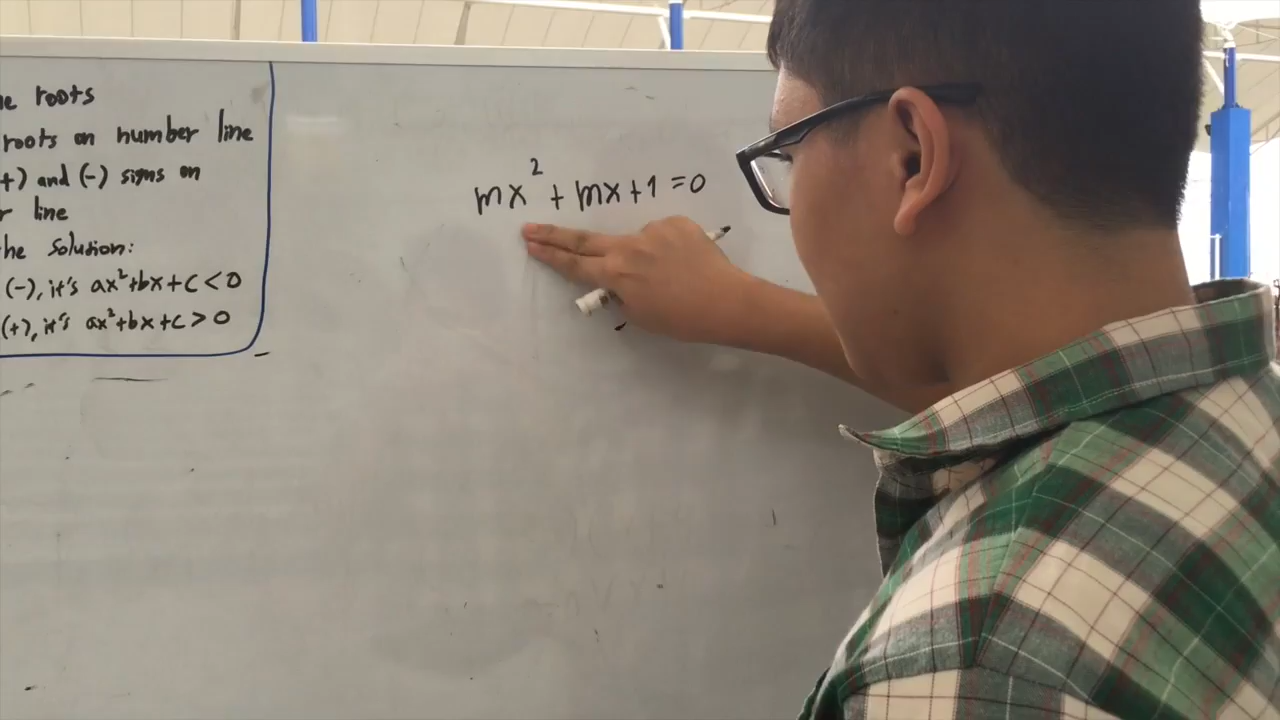 roots
roots on number line
+) and (-) signs on
line
the solution:
(-), it's ax²+bx+c < 0
(+), it's ax²+bx+c > 0
mx² + mx + 1 = 0